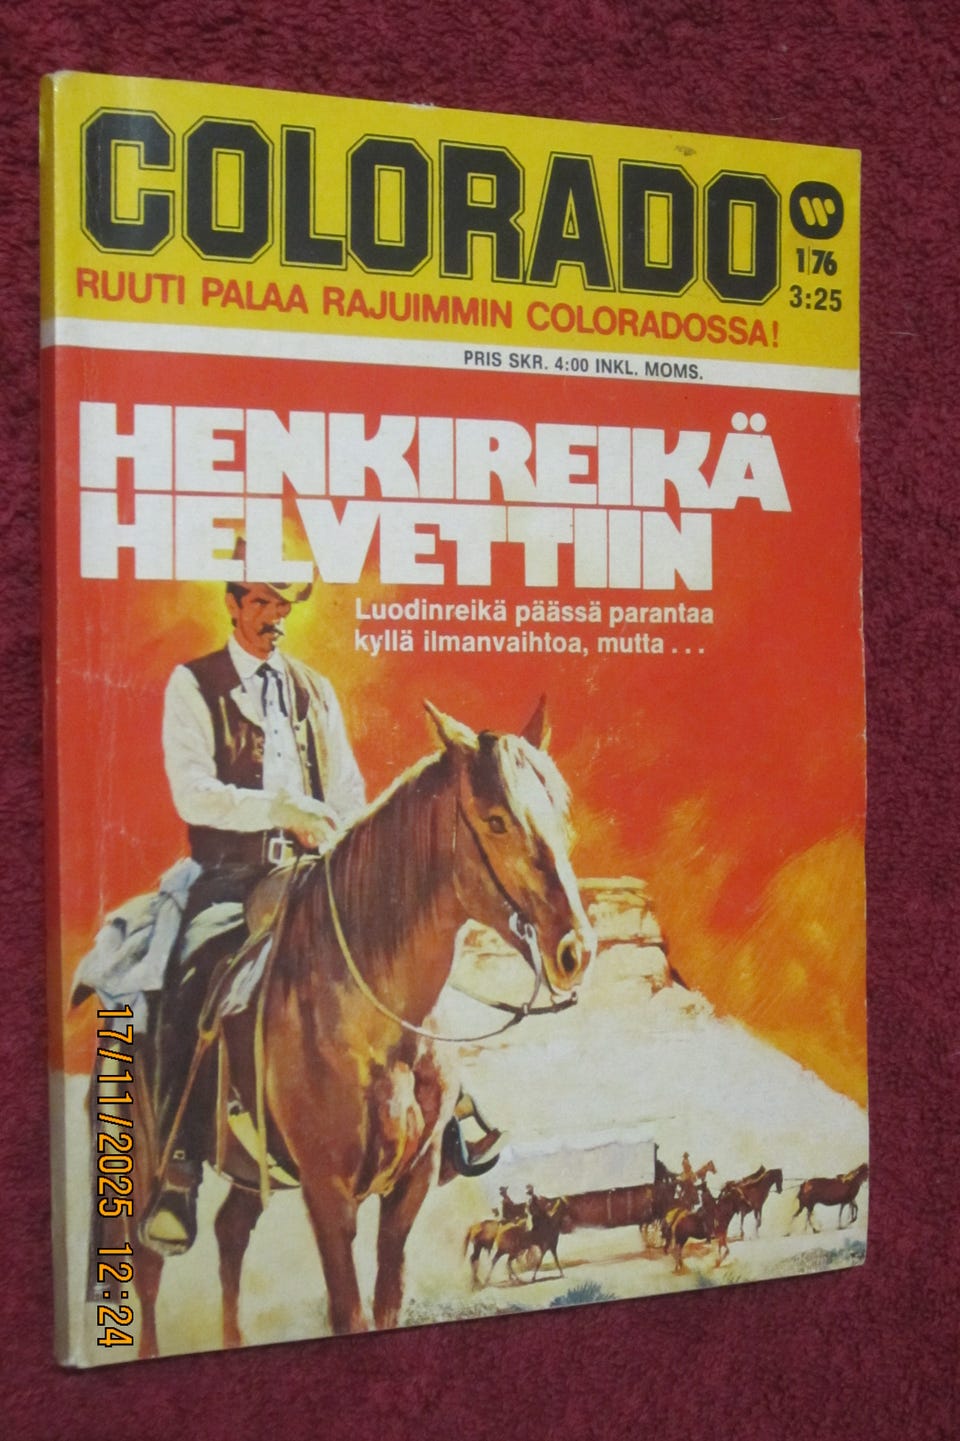 COLORADO
1/76
3:25
RUUTI PALAA RAJUIMMIN COLORADOSSA!
PRIS SKR. 4:00 INKL. MOMS.
HENKIREIKÄ
HELVETTIIN
Luodinreikä päässä parantaa
kyllä ilmanvaihtoa, mutta...
17/11/2025 12:24